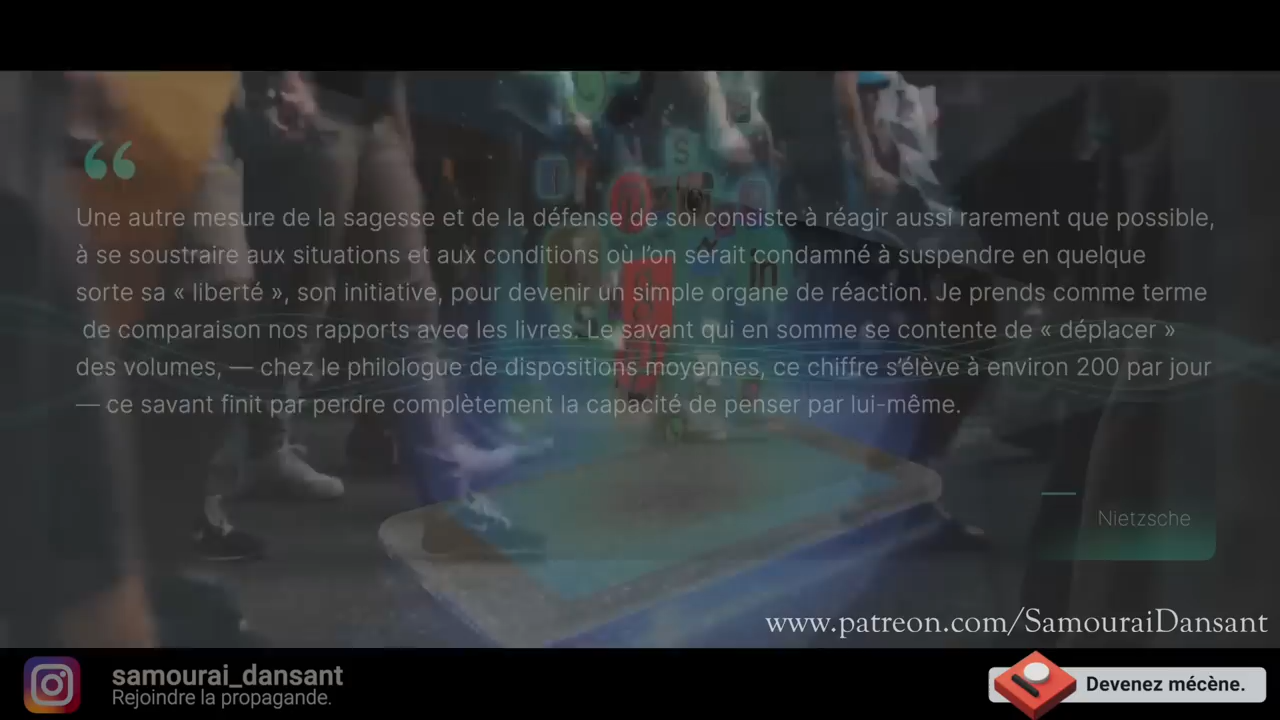 “
Une autre mesure de la sagesse et de la défense de soi consiste à réagir aussi rarement que possible,
à se soustraire aux situations et aux conditions où l’on serait condamné à suspendre en quelque
sorte sa « liberté », son initiative, pour devenir un simple organe de réaction. Je prends comme terme
de comparaison nos rapports avec les livres. Le savant qui en somme se contente de « déplacer »
des volumes, — chez le philologue de dispositions moyennes, ce chiffre s’élève à environ 200 par jour
— ce savant finit par perdre complètement la capacité de penser par lui-même.
Nietzsche
www.patreon.com/SamouraiDansant
samourai_dansant
Rejoindre la propagande.
Devenez mécène.
S
in